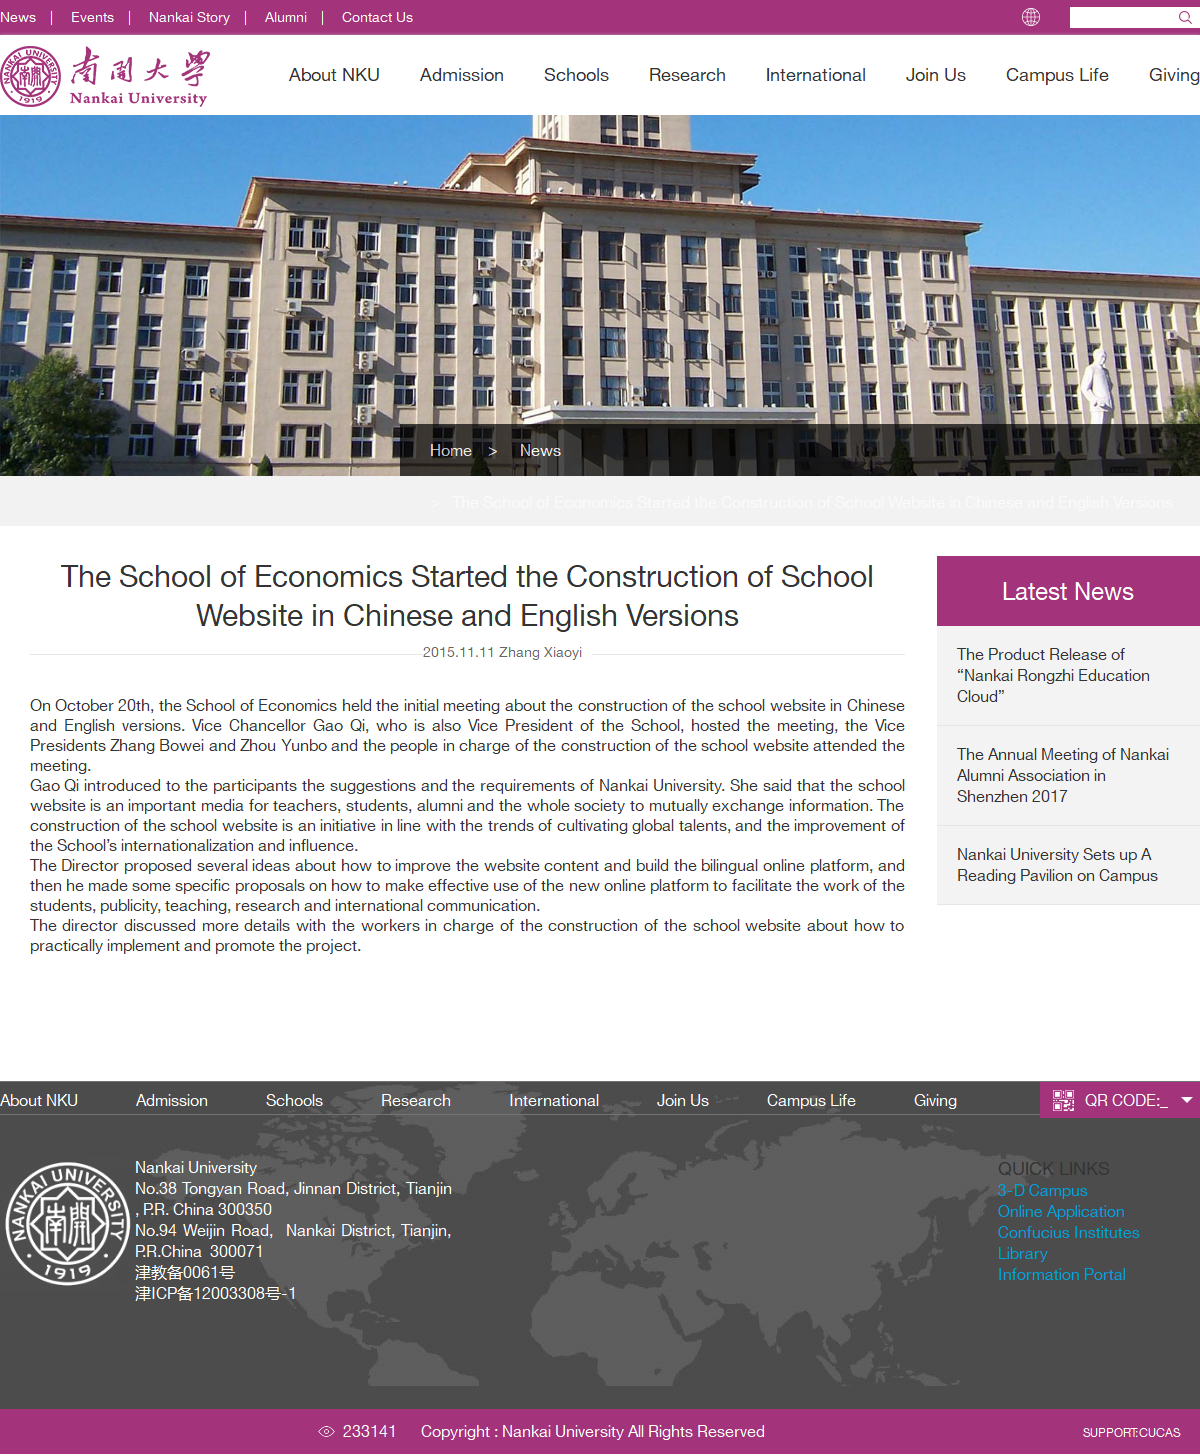 News | Events | Nankai Story | Alumni | Contact Us
NANKAI UNIVERSITY
1919
南開大學
Nankai University
About NKU Admission Schools Research International Join Us Campus Life Giving
Home > News
> The School of Economics Started the Construction of School Website in Chinese and English Versions
The School of Economics Started the Construction of School
Website in Chinese and English Versions
2015.11.11 Zhang Xiaoyi
On October 20th, the School of Economics held the initial meeting about the construction of the school website in Chinese
and English versions. Vice Chancellor Gao Qi, who is also Vice President of the School, hosted the meeting, the Vice
Presidents Zhang Bowei and Zhou Yunbo and the people in charge of the construction of the school website attended the
meeting.
Gao Qi introduced to the participants the suggestions and the requirements of Nankai University. She said that the school
website is an important media for teachers, students, alumni and the whole society to mutually exchange information. The
construction of the school website is an initiative in line with the trends of cultivating global talents, and the improvement of
the School’s internationalization and influence.
The Director proposed several ideas about how to improve the website content and build the bilingual online platform, and
then he made some specific proposals on how to make effective use of the new online platform to facilitate the work of the
students, publicity, teaching, research and international communication.
The director discussed more details with the workers in charge of the construction of the school website about how to
practically implement and promote the project.
Latest News
The Product Release of
“Nankai Rongzhi Education
Cloud”
The Annual Meeting of Nankai
Alumni Association in
Shenzhen 2017
Nankai University Sets up A
Reading Pavilion on Campus
About NKU Admission Schools Research International Join Us Campus Life Giving
QR CODE:_
NANKAI UNIVERSITY
南開
1919
Nankai University
No.38 Tongyan Road, Jinnan District, Tianjin
, P.R. China 300350
No.94 Weijin Road, Nankai District, Tianjin,
P.R.China 300071
津教备0061号
津ICP备12003308号-1
QUICK LINKS
3-D Campus
Online Application
Confucius Institutes
Library
Information Portal
233141 Copyright : Nankai University All Rights Reserved
SUPPORT:CUCAS